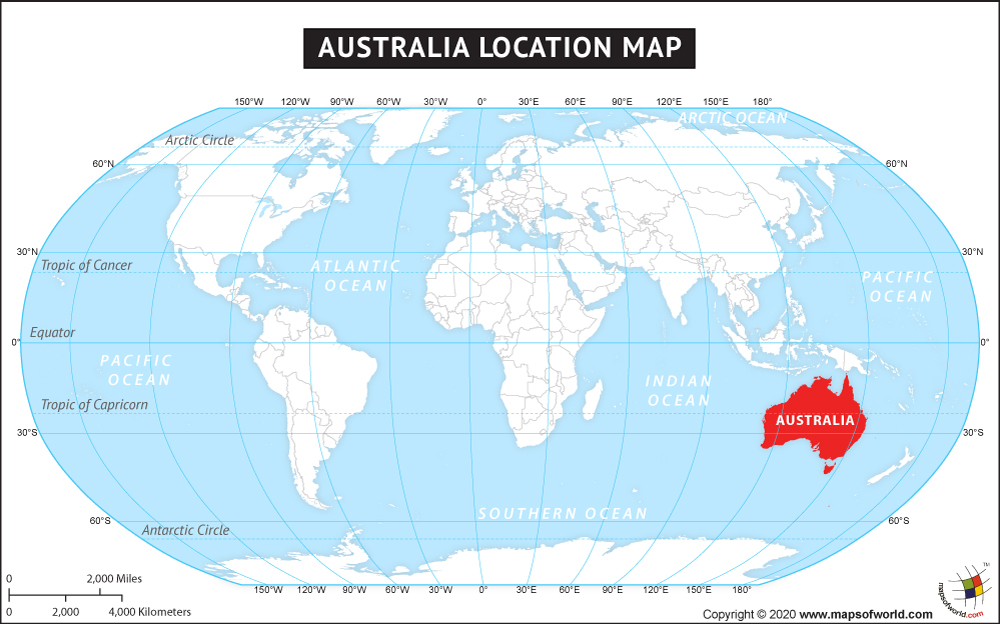 AUSTRALIA LOCATION MAP
150°W 120°W 90°W 60°W 30°W 0° 30°E 60°E 90°E 120°E 150°E 180°
ARCTIC OCEAN
Arctic Circle
60°N 60°N
30°N 30°N
Tropic of Cancer
ATLANTIC
OCEAN
PACIFIC
OCEAN
Equator
0° 0°
PACIFIC
OCEAN
INDIAN
OCEAN
Tropic of Capricorn
AUSTRALIA
30°S 30°S
SOUTHERN OCEAN
60°S 60°S
Antarctic Circle
150°W 120°W 90°W 60°W 30°W 0° 30°E 60°E 90°E 120°E 150°E 180°
0 2,000 Miles
0 2,000 4,000 Kilometers
Copyright © 2020 www.mapsofworld.com
mapsofworld.com
TM